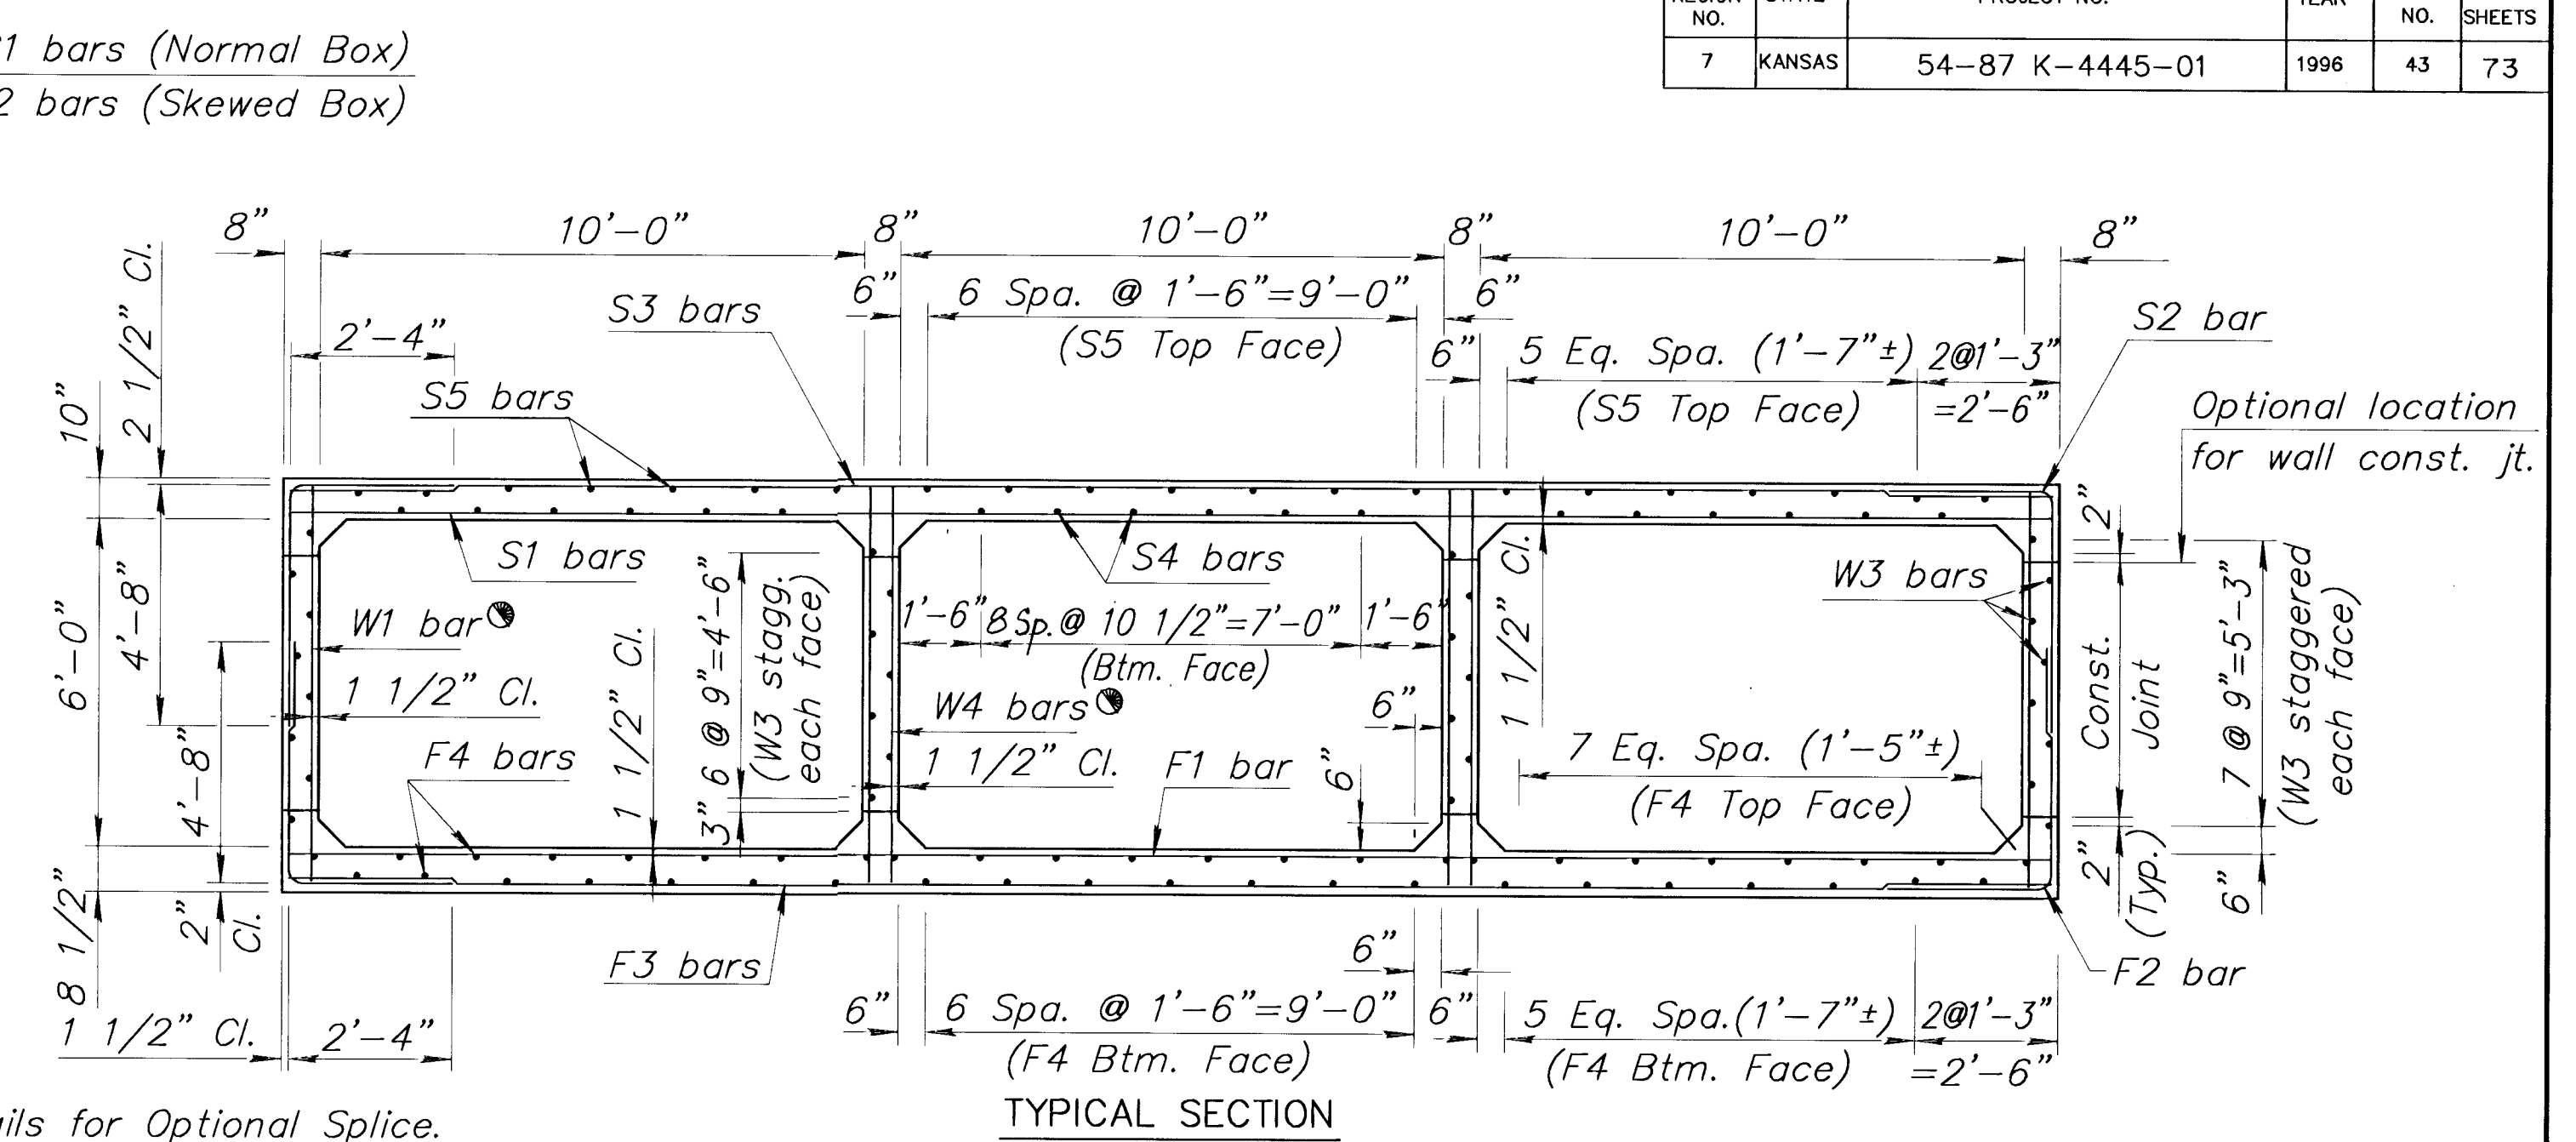 NO.
NO.
SHEETS
7
KANSAS
54-87 K-4445-01
1996
43
73
1 bars (Normal Box)
2 bars (Skewed Box)
8"
10'-0"
8"
10'-0"
8"
10'-0"
8"
2 1/2" Cl.
10"
2'-4"
S3 bars
6"
6 Spa. @ 1'-6"=9'-0"
6"
(S5 Top Face)
6"
5 Eq. Spa. (1'-7"±)
2@1'-3"
(S5 Top Face)
=2'-6"
S2 bar
Optional location
for wall const. jt.
S5 bars
S1 bars
S4 bars
W3 bars
2"
6'-0"
4'-8"
W1 bar
1 1/2" Cl.
1 1/2" Cl.
3" 6 @ 9"=4'-6"
(W3 stagg.
each face)
1'-6"
8 Sp. @ 10 1/2"=7'-0"
1'-6"
(Btm. Face)
W4 bars
1 1/2" Cl.
6"
6"
1 1/2" Cl.
Const.
Joint
7 @ 9"=5'-3"
(W3 staggered
each face)
4'-8"
F4 bars
F1 bar
7 Eq. Spa. (1'-5"±)
(F4 Top Face)
2"
(Typ.)
6"
8 1/2"
2"
Cl.
F3 bars
F2 bar
1 1/2" Cl.
2'-4"
6"
6"
6 Spa. @ 1'-6"=9'-0"
6"
(F4 Btm. Face)
5 Eq. Spa.(1'-7"±)
2@1'-3"
(F4 Btm. Face)
=2'-6"
TYPICAL SECTION
ils for Optional Splice.